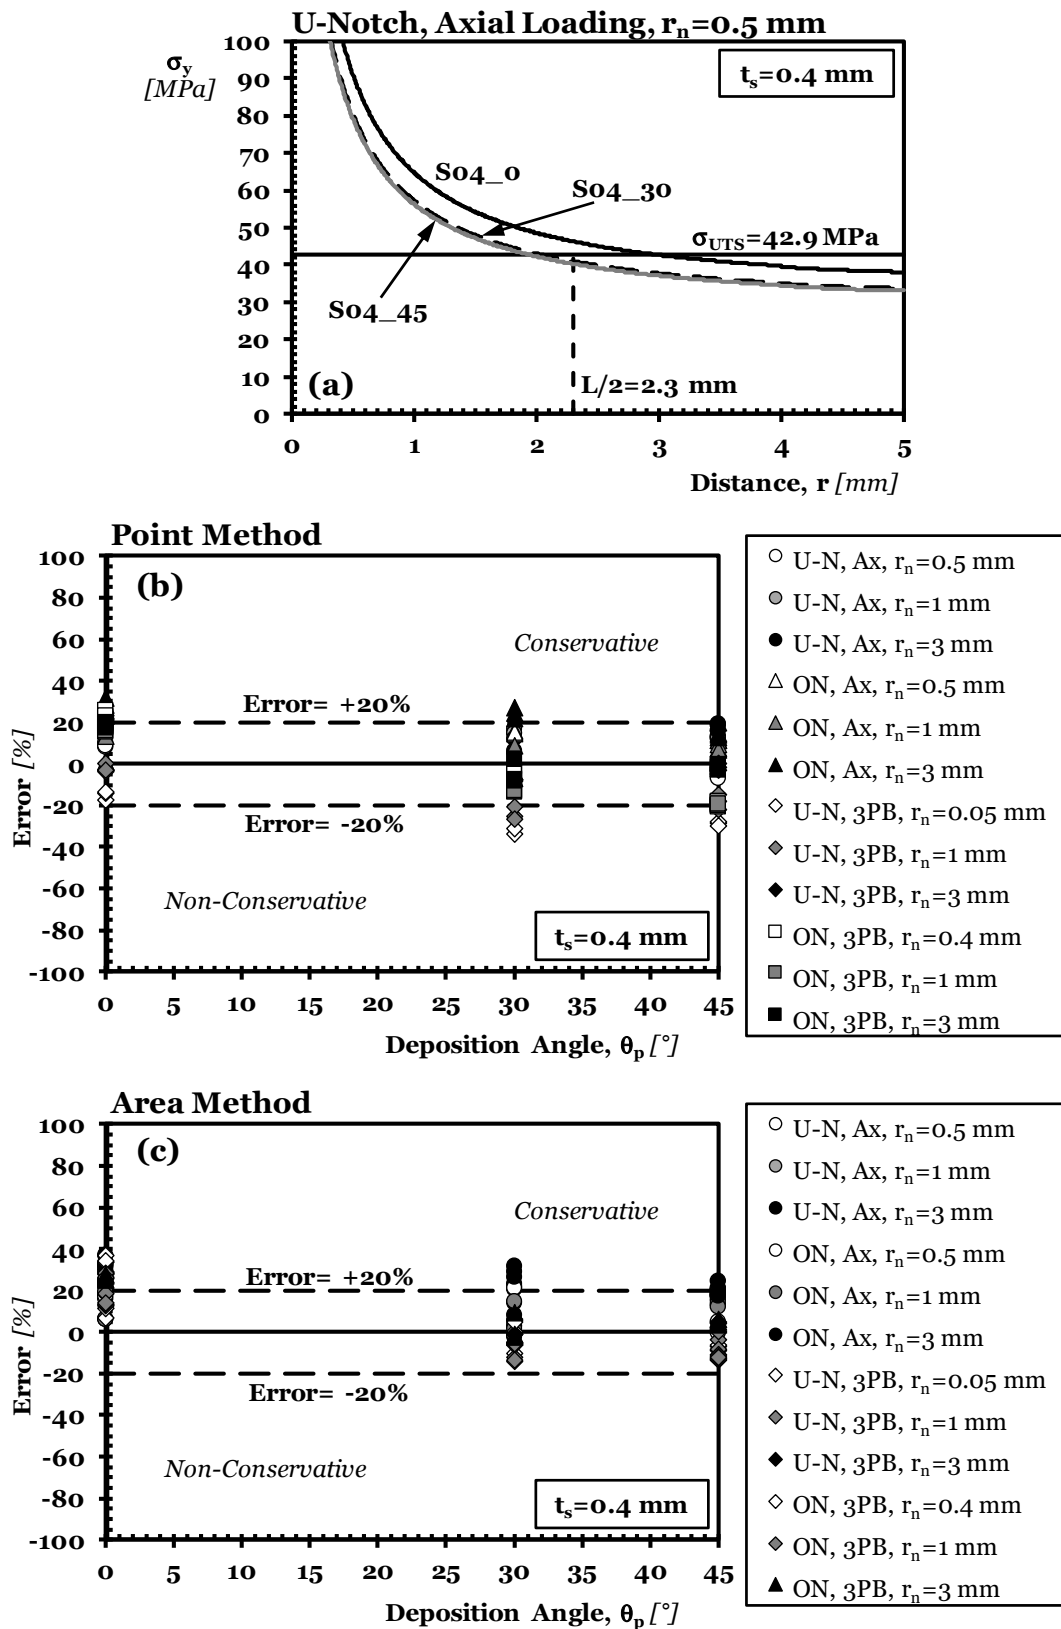 U-Notch, Axial Loading, rn=0.5 mm
σy
[MPa]
ts=0.4 mm
100
90
80
70
60
50
40
30
20
10
0
S04_0
S04_30
σUTS=42.9 MPa
S04_45
(a)
L/2=2.3 mm
0 1 2 3 4 5
Distance, r [mm]
Point Method
(b)
Conservative
Error= +20%
Error= -20%
Non-Conservative
ts=0.4 mm
Error [%]
100
80
60
40
20
0
-20
-40
-60
-80
-100
0 5 10 15 20 25 30 35 40 45
Deposition Angle, θp [°]
U-N, Ax, rn=0.5 mm
U-N, Ax, rn=1 mm
U-N, Ax, rn=3 mm
ON, Ax, rn=0.5 mm
ON, Ax, rn=1 mm
ON, Ax, rn=3 mm
U-N, 3PB, rn=0.05 mm
U-N, 3PB, rn=1 mm
U-N, 3PB, rn=3 mm
ON, 3PB, rn=0.4 mm
ON, 3PB, rn=1 mm
ON, 3PB, rn=3 mm
Area Method
(c)
Conservative
Error= +20%
Error= -20%
Non-Conservative
ts=0.4 mm
Error [%]
100
80
60
40
20
0
-20
-40
-60
-80
-100
0 5 10 15 20 25 30 35 40 45
Deposition Angle, θp [°]
U-N, Ax, rn=0.5 mm
U-N, Ax, rn=1 mm
U-N, Ax, rn=3 mm
ON, Ax, rn=0.5 mm
ON, Ax, rn=1 mm
ON, Ax, rn=3 mm
U-N, 3PB, rn=0.05 mm
U-N, 3PB, rn=1 mm
U-N, 3PB, rn=3 mm
ON, 3PB, rn=0.4 mm
ON, 3PB, rn=1 mm
ON, 3PB, rn=3 mm